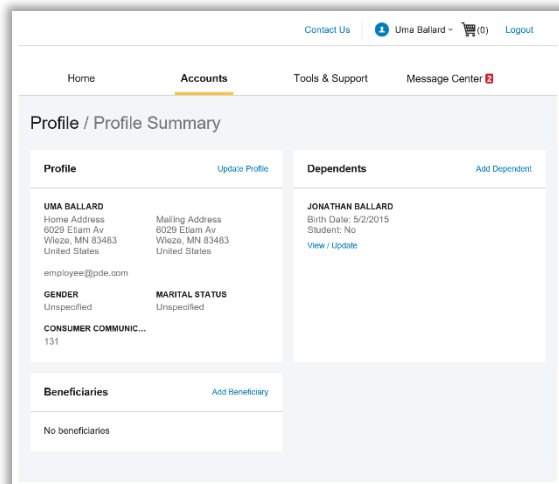 Contact Us
Uma Ballard
(0)
Logout
Home
Accounts
Tools & Support
Message Center 2
Profile / Profile Summary
Profile
Update Profile
UMA BALLARD
Home Address
6029 Etiam Av
Wieze, MN 83483
United States
Mailing Address
6029 Etiam Av
Wieze, MN 83483
United States
employee@pde.com
GENDER
Unspecified
MARITAL STATUS
Unspecified
CONSUMER COMMUNIC...
131
Dependents
Add Dependent
JONATHAN BALLARD
Birth Date: 5/2/2015
Student: No
View / Update
Beneficiaries
Add Beneficiary
No beneficiaries